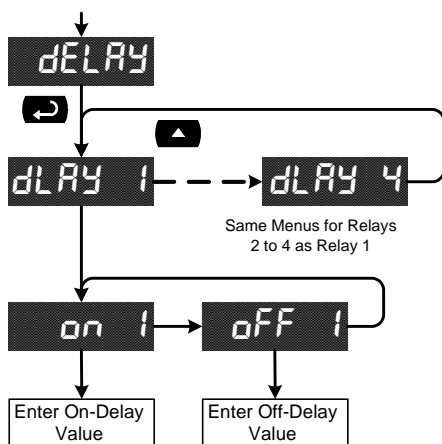 dELAY
dLAY 1
dLAY 4
Same Menus for Relays
2 to 4 as Relay 1
on 1
oFF 1
Enter On-Delay
Value
Enter Off-Delay
Value